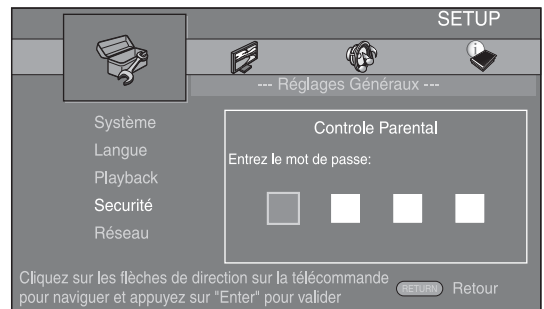 SETUP
--- Réglages Généraux ---
Système
Langue
Playback
Securité
Réseau
Controle Parental
Entrez le mot de passe:
Cliquez sur les flèches de direction sur la télécommande
pour naviguer et appuyez sur "Enter" pour valider
RETURN Retour